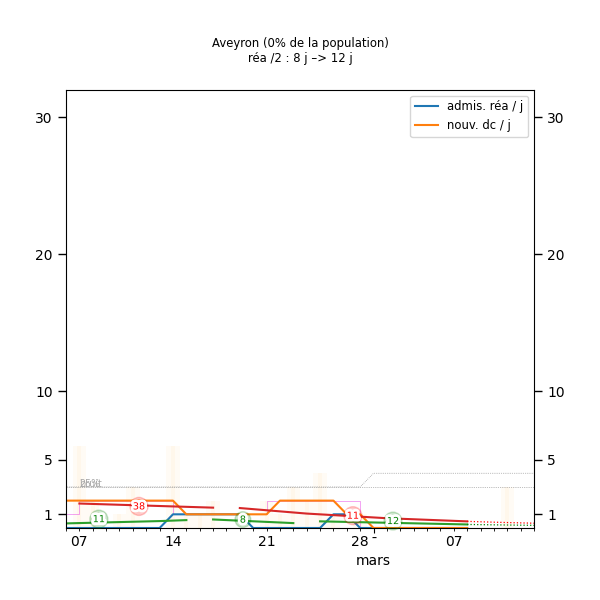 Aveyron (0% de la population)
réa /2 : 8 j –> 12 j
admis. réa / j
nouv. dc / j
30 30
20 20
10 10
5 5
1 1
38
11 8 11 12
07 14 21 28 07
mars